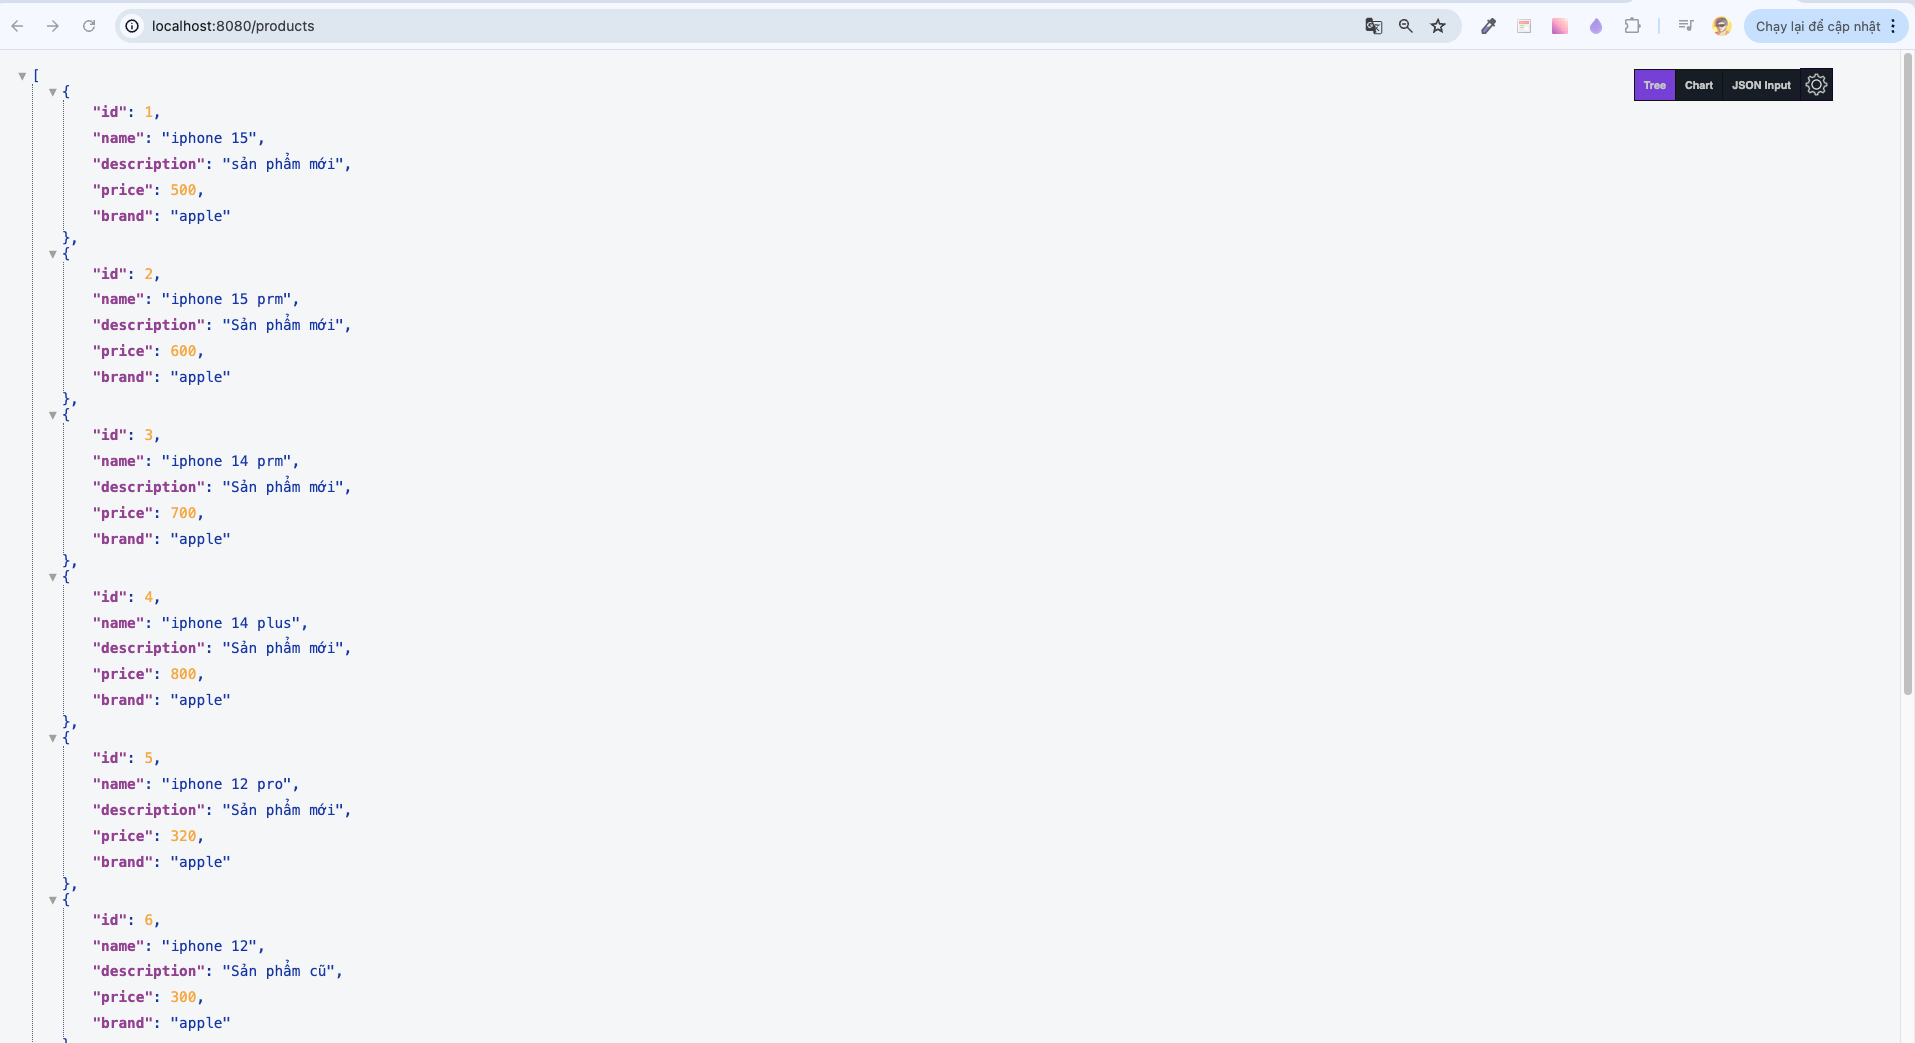 localhost:8080/products
Chạy lại để cập nhật
Tree Chart JSON Input
[
{
"id": 1,
"name": "iphone 15",
"description": "sản phẩm mới",
"price": 500,
"brand": "apple"
},
{
"id": 2,
"name": "iphone 15 prm",
"description": "Sản phẩm mới",
"price": 600,
"brand": "apple"
},
{
"id": 3,
"name": "iphone 14 prm",
"description": "Sản phẩm mới",
"price": 700,
"brand": "apple"
},
{
"id": 4,
"name": "iphone 14 plus",
"description": "Sản phẩm mới",
"price": 800,
"brand": "apple"
},
{
"id": 5,
"name": "iphone 12 pro",
"description": "Sản phẩm mới",
"price": 320,
"brand": "apple"
},
{
"id": 6,
"name": "iphone 12",
"description": "Sản phẩm cũ",
"price": 300,
"brand": "apple"